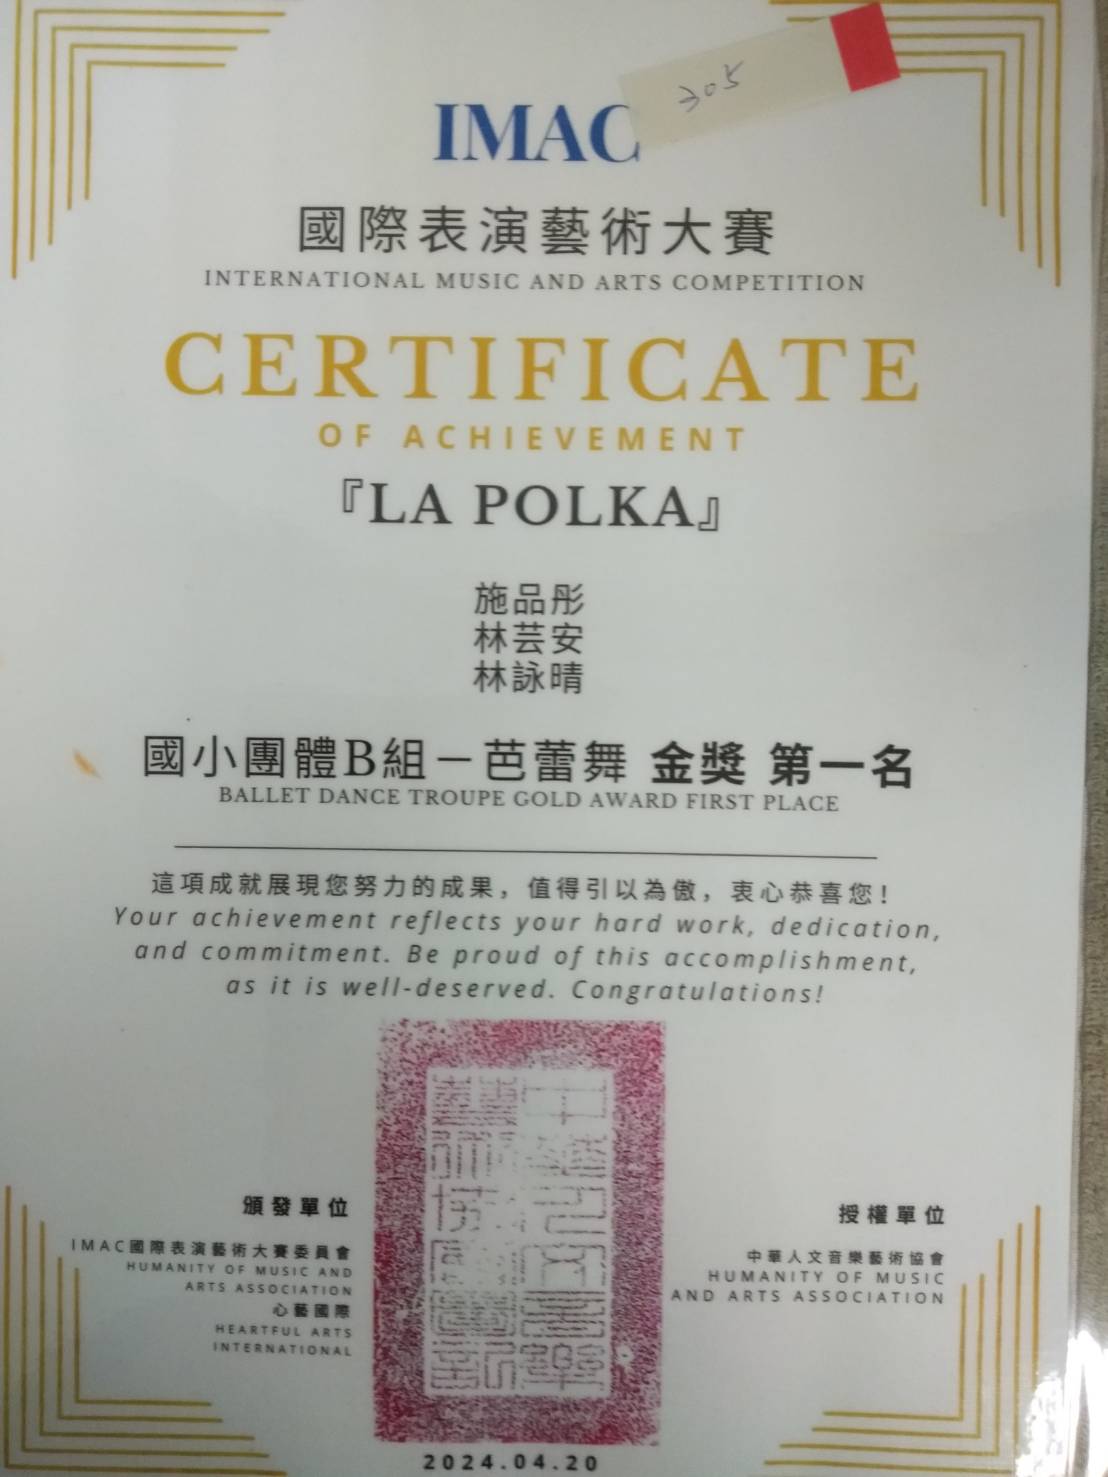 305
IMAC
國際表演藝術大賽
INTERNATIONAL MUSIC AND ARTS COMPETITION
CERTIFICATE
OF ACHIEVEMENT
『LA POLKA』
施品彤
林芸安
林詠晴
國小團體B組－芭蕾舞 金獎 第一名
BALLET DANCE TROUPE GOLD AWARD FIRST PLACE
這項成就展現您努力的成果，值得引以為傲，衷心恭喜您！
Your achievement reflects your hard work, dedication,
and commitment. Be proud of this accomplishment,
as it is well-deserved. Congratulations!
頒發單位
IMAC國際表演藝術大賽委員會
HUMANITY OF MUSIC AND
ARTS ASSOCIATION
心藝國際
HEARTFUL ARTS
INTERNATIONAL
授權單位
中華人文音樂藝術協會
HUMANITY OF MUSIC
AND ARTS ASSOCIATION
2024.04.20